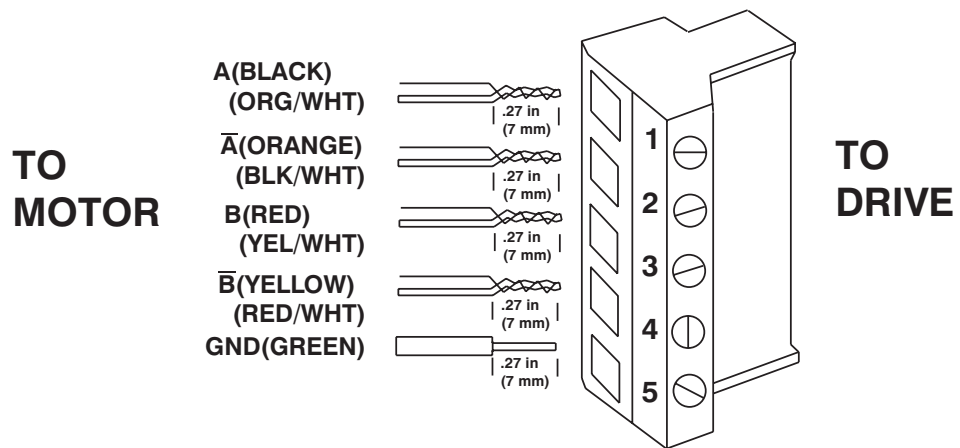 A(BLACK)
(ORG/WHT)
.27 in
(7 mm)
A̅(ORANGE)
(BLK/WHT)
.27 in
(7 mm)
B(RED)
(YEL/WHT)
.27 in
(7 mm)
B̅(YELLOW)
(RED/WHT)
.27 in
(7 mm)
GND(GREEN)
.27 in
(7 mm)
TO
MOTOR
1
2
3
4
5
TO
DRIVE